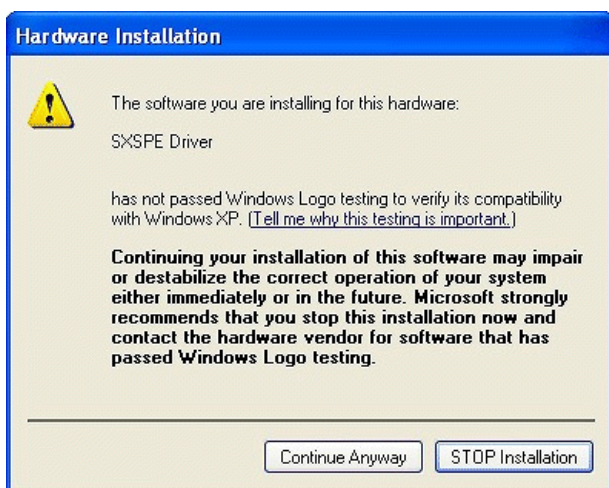 Hardware Installation
The software you are installing for this hardware:
SXSPE Driver
has not passed Windows Logo testing to verify its compatibility
with Windows XP. (Tell me why this testing is important.)
Continuing your installation of this software may impair
or destabilize the correct operation of your system
either immediately or in the future. Microsoft strongly
recommends that you stop this installation now and
contact the hardware vendor for software that has
passed Windows Logo testing.
Continue Anyway
STOP Installation